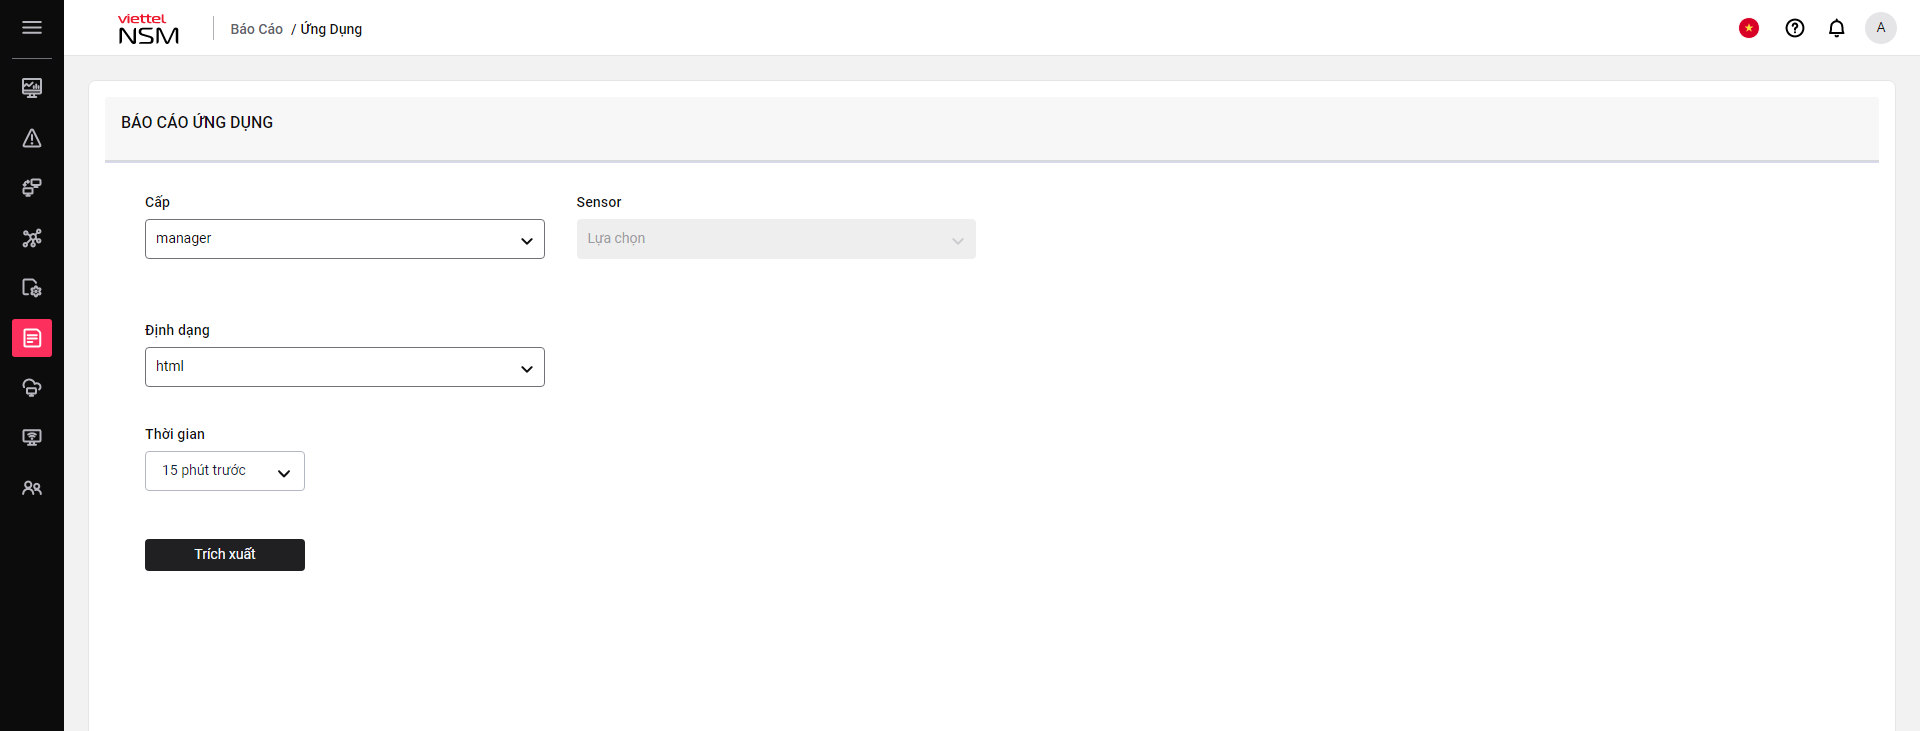 viettel
NSM
Báo Cáo / Ứng Dụng
A
BÁO CÁO ỨNG DỤNG
Cấp
Sensor
manager
Lựa chọn
Định dạng
html
Thời gian
15 phút trước
Trích xuất